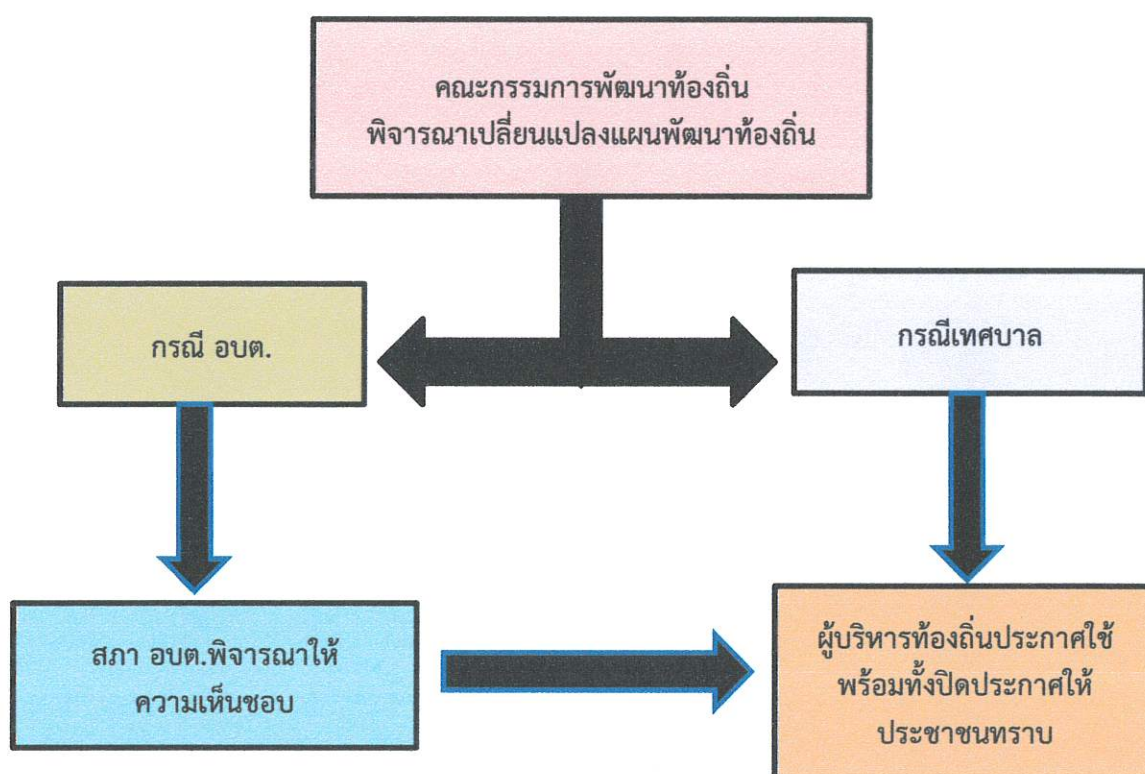 คณะกรรมการพัฒนาท้องถิ่น
พิจารณาเปลี่ยนแปลงแผนพัฒนาท้องถิ่น
กรณี อบต.
กรณีเทศบาล
สภา อบต.พิจารณาให้
ความเห็นชอบ
ผู้บริหารท้องถิ่นประกาศใช้
พร้อมทั้งปิดประกาศให้
ประชาชนทราบ